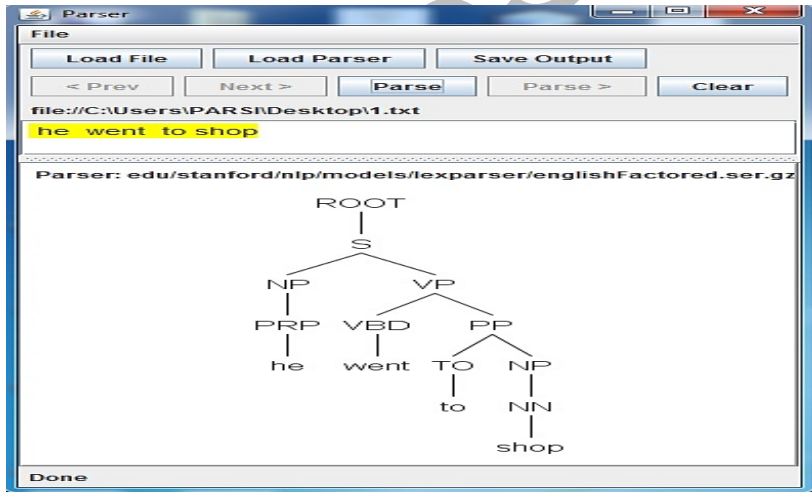 Parser
File
Load File Load Parser Save Output
< Prev Next > Parse Parse > Clear
file://C:\Users\PARSI\Desktop\1.txt
he went to shop
Parser: edu/stanford/nlp/models/lexparser/englishFactored.ser.gz
ROOT
S
NP VP
PRP VBD PP
he went TO NP
to NN
shop
Done